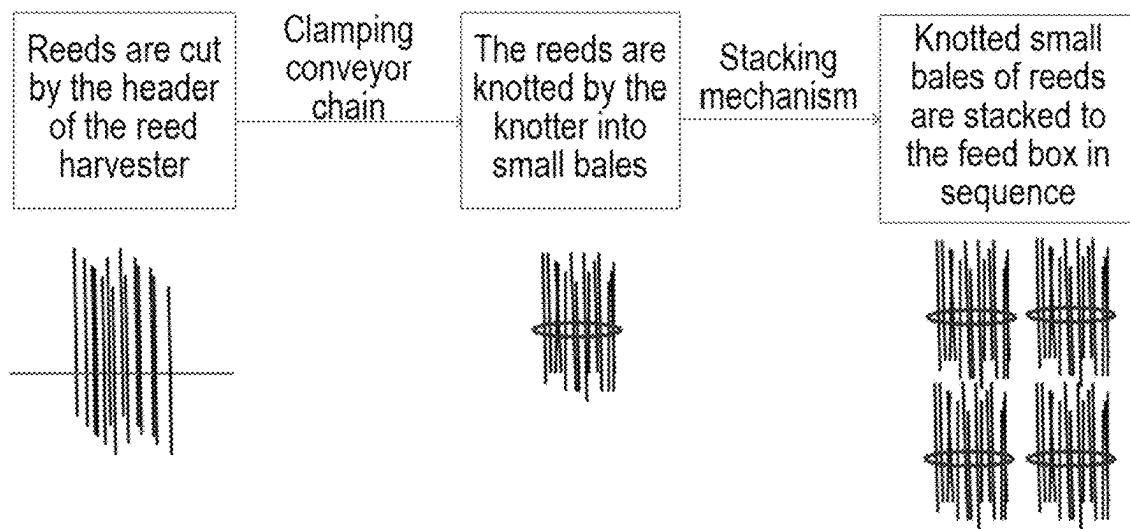 Reeds are cut
by the header
of the reed
harvester
Clamping
conveyor
chain
The reeds are
knotted by the
knotter into
small bales
Stacking
mechanism
Knotted small
bales of reeds
are stacked to
the feed box in
sequence